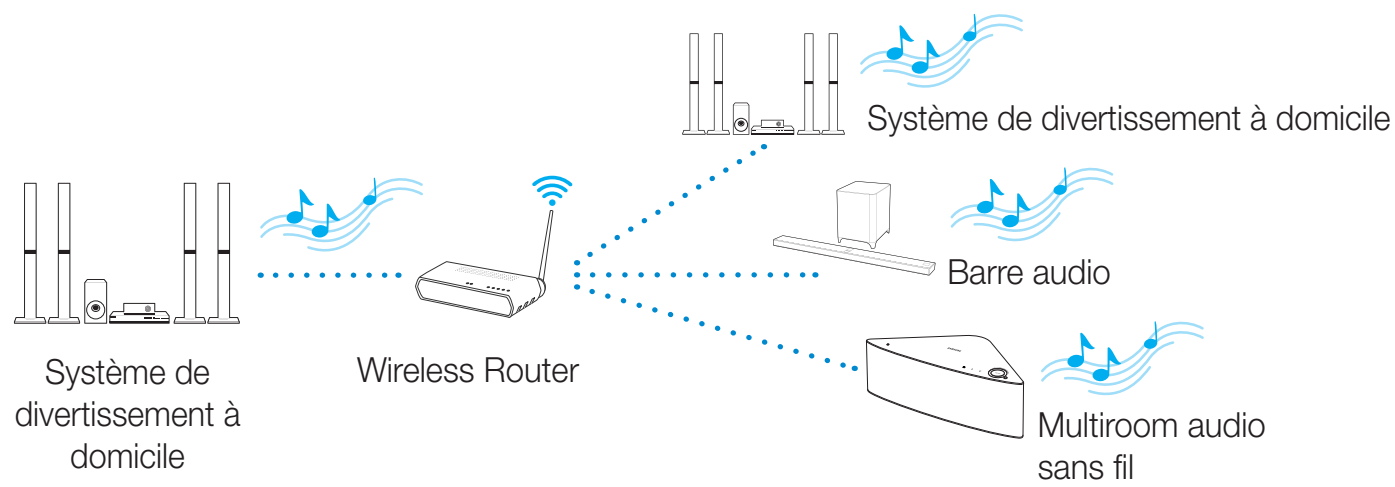 Système de divertissement à domicile
Barre audio
Wireless Router
Système de
divertissement à
domicile
Multiroom audio
sans fil